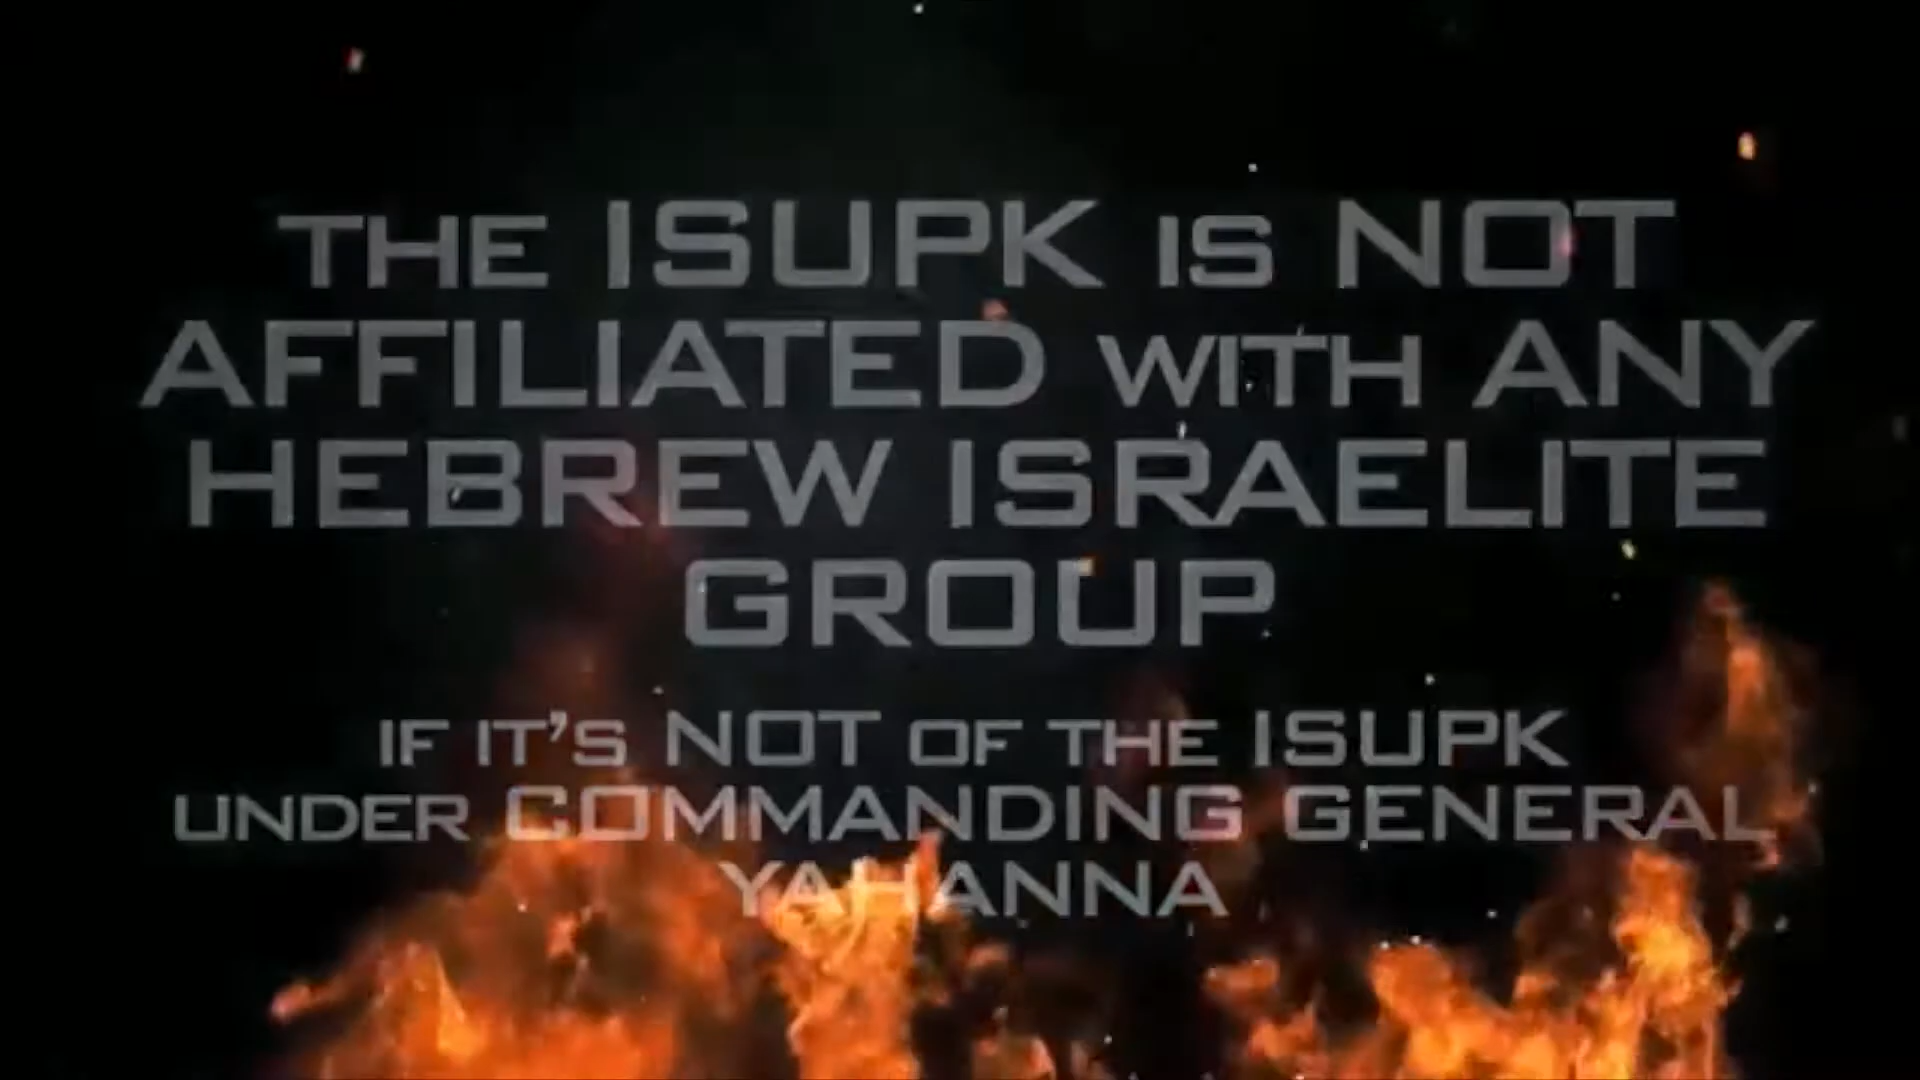 THE ISUPK IS NOT
AFFILIATED WITH ANY
HEBREW ISRAELITE
GROUP
IF IT'S NOT OF THE ISUPK
UNDER COMMANDING GENERAL
YAHANNA